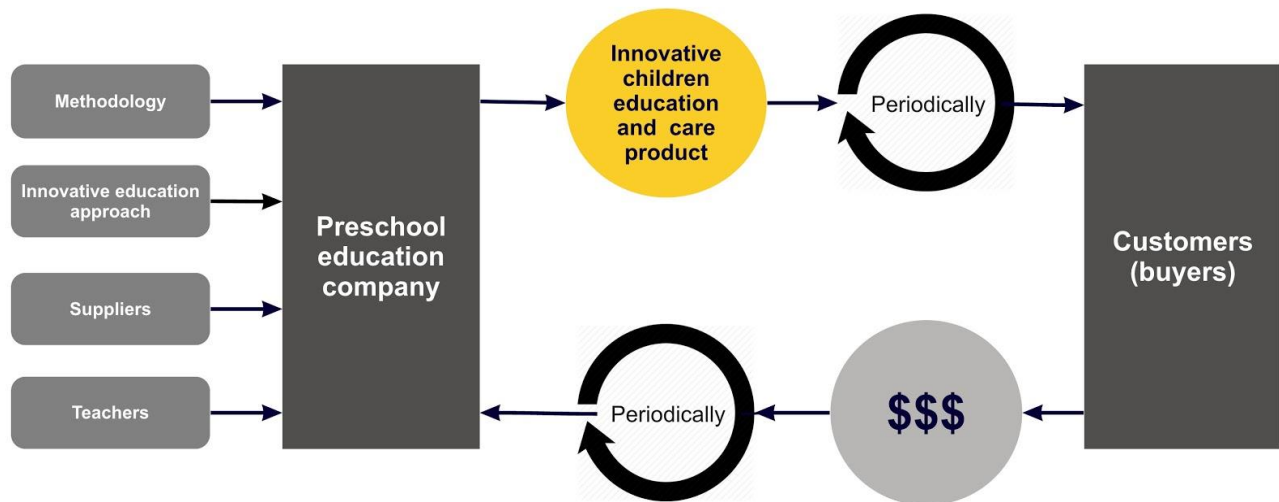 Methodology
Innovative education
approach
Suppliers
Teachers
Preschool
education
company
Innovative
children
education
and care
product
Periodically
Customers
(buyers)
$$$
Periodically